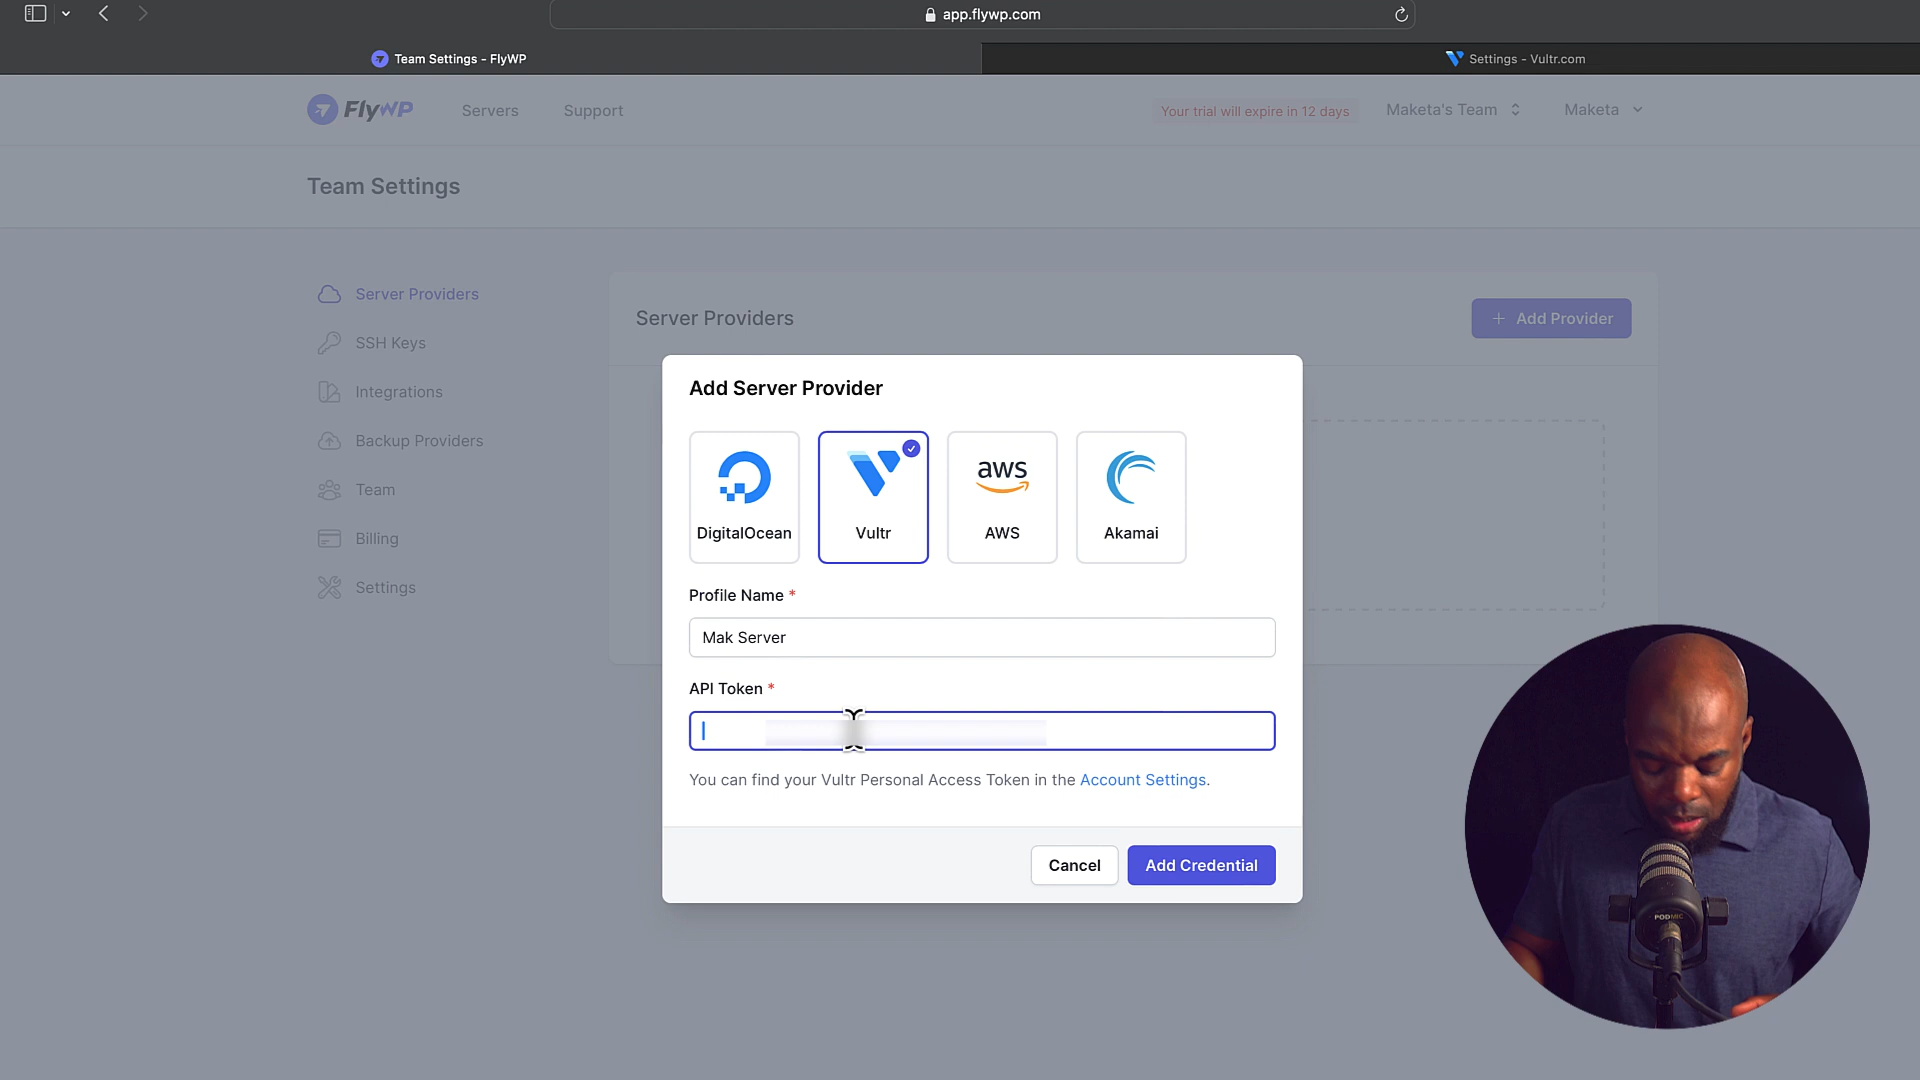 app.flywp.com
Team Settings - FlyWP
Settings - Vultr.com
FlyWP
Servers
Support
Your trial will expire in 12 days
Maketa's Team
Maketa
Team Settings
Server Providers
SSH Keys
Integrations
Backup Providers
Team
Billing
Settings
Server Providers
+ Add Provider
Add Server Provider
DigitalOcean
Vultr
aws
AWS
Akamai
Profile Name *
Mak Server
API Token *
You can find your Vultr Personal Access Token in the Account Settings.
Cancel
Add Credential
PODMIC